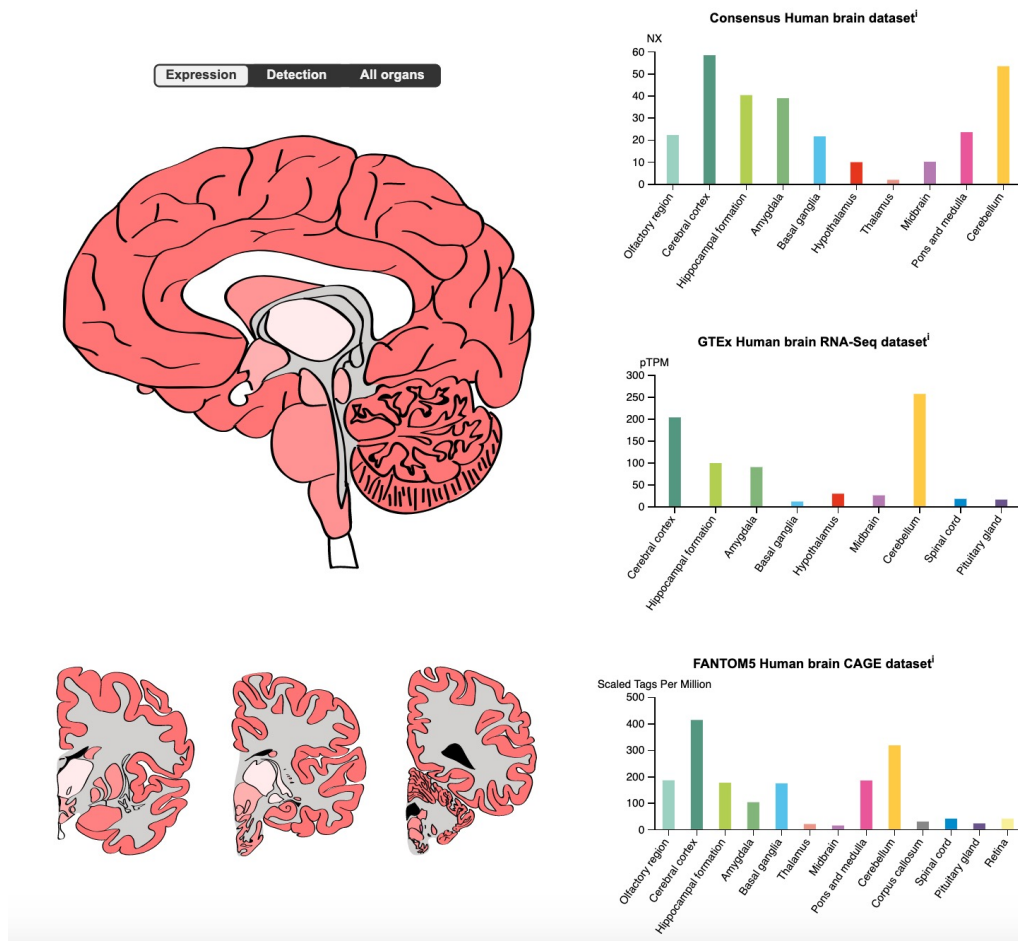 Expression Detection All organs
Consensus Human brain datasetⁱ
NX
60
50
40
30
20
10
0
Olfactory region
Cerebral cortex
Hippocampal formation
Amygdala
Basal ganglia
Hypothalamus
Thalamus
Midbrain
Pons and medulla
Cerebellum
GTEx Human brain RNA-Seq datasetⁱ
pTPM
300
250
200
150
100
50
0
Cerebral cortex
Hippocampal formation
Amygdala
Basal ganglia
Hypothalamus
Midbrain
Cerebellum
Spinal cord
Pituitary gland
FANTOM5 Human brain CAGE datasetⁱ
Scaled Tags Per Million
500
400
300
200
100
0
Olfactory region
Cerebral cortex
Hippocampal formation
Amygdala
Basal ganglia
Thalamus
Midbrain
Pons and medulla
Cerebellum
Corpus callosum
Spinal cord
Pituitary gland
Retina